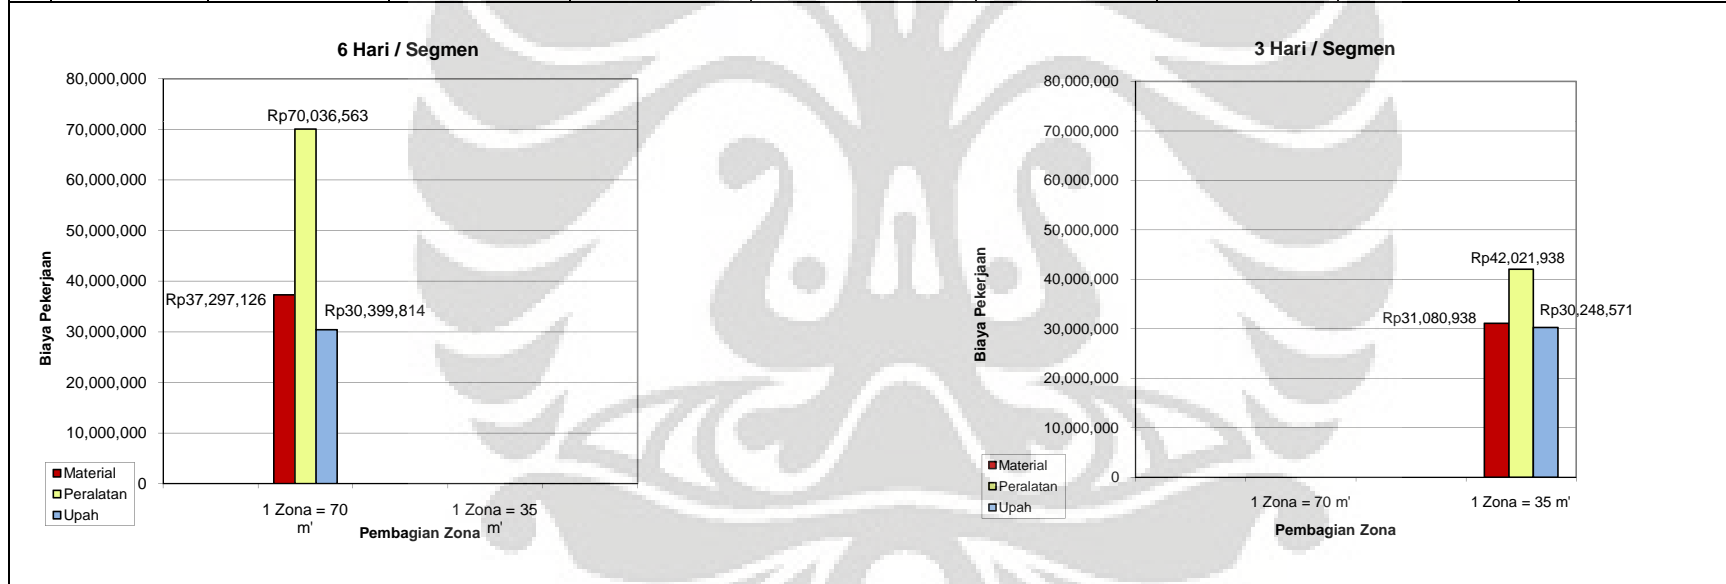 6 Hari / Segmen
80,000,000
70,000,000
60,000,000
50,000,000
40,000,000
30,000,000
20,000,000
10,000,000
0
Biaya Pekerjaan
Rp70,036,563
Rp37,297,126
Rp30,399,814
Material
Peralatan
Upah
1 Zona = 70
m'
1 Zona = 35
m'
Pembagian Zona
3 Hari / Segmen
80,000,000
70,000,000
60,000,000
50,000,000
40,000,000
30,000,000
20,000,000
10,000,000
0
Biaya Pekerjaan
Rp42,021,938
Rp31,080,938
Rp30,248,571
Material
Peralatan
Upah
1 Zona = 70 m'
1 Zona = 35 m'
Pembagian Zona